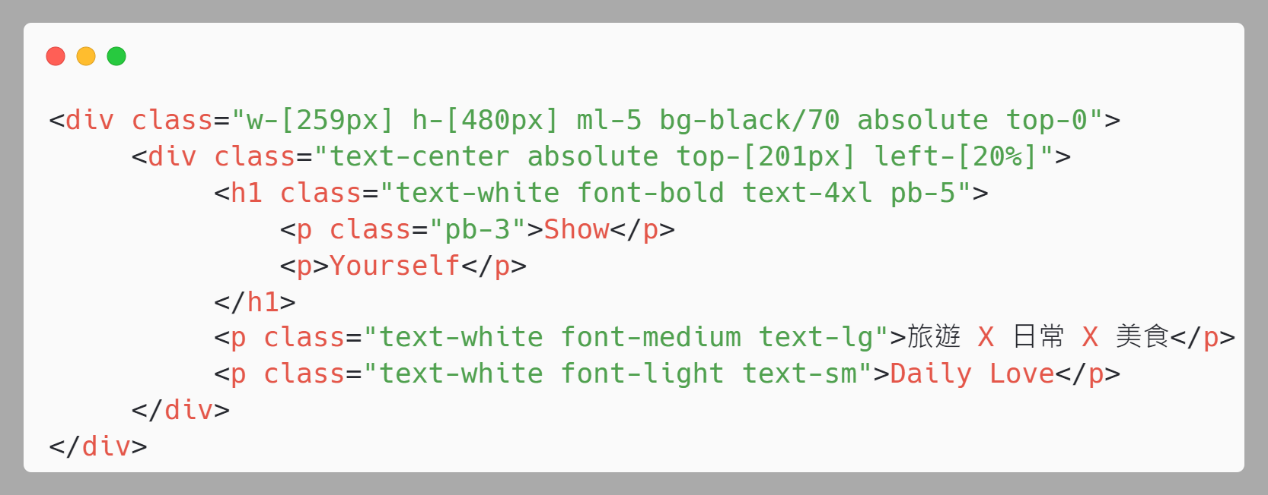 <div class="w-[259px] h-[480px] ml-5 bg-black/70 absolute top-0">
<div class="text-center absolute top-[201px] left-[20%]">
<h1 class="text-white font-bold text-4xl pb-5">
<p class="pb-3">Show</p>
<p>Yourself</p>
</h1>
<p class="text-white font-medium text-lg">旅遊 X 日常 X 美食</p>
<p class="text-white font-light text-sm">Daily Love</p>
</div>
</div>